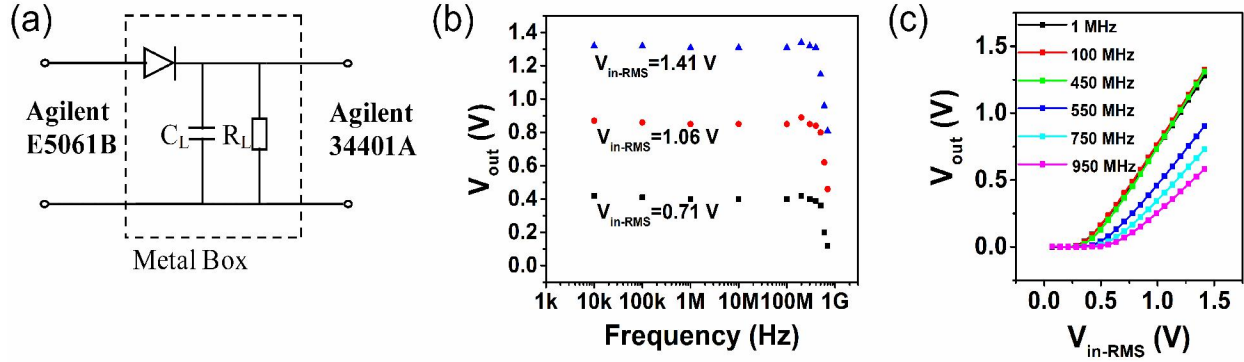 (a)
Agilent
E5061B
C_L
R_L
Agilent
34401A
Metal Box
(b)
V_out (V)
1.4
1.2
1.0
0.8
0.6
0.4
0.2
0.0
V_in-RMS=1.41 V
V_in-RMS=1.06 V
V_in-RMS=0.71 V
1k 10k 100k 1M 10M 100M 1G
Frequency (Hz)
(c)
V_out (V)
1.5
1.0
0.5
0.0
1 MHz
100 MHz
450 MHz
550 MHz
750 MHz
950 MHz
0.0 0.5 1.0 1.5
V_in-RMS (V)